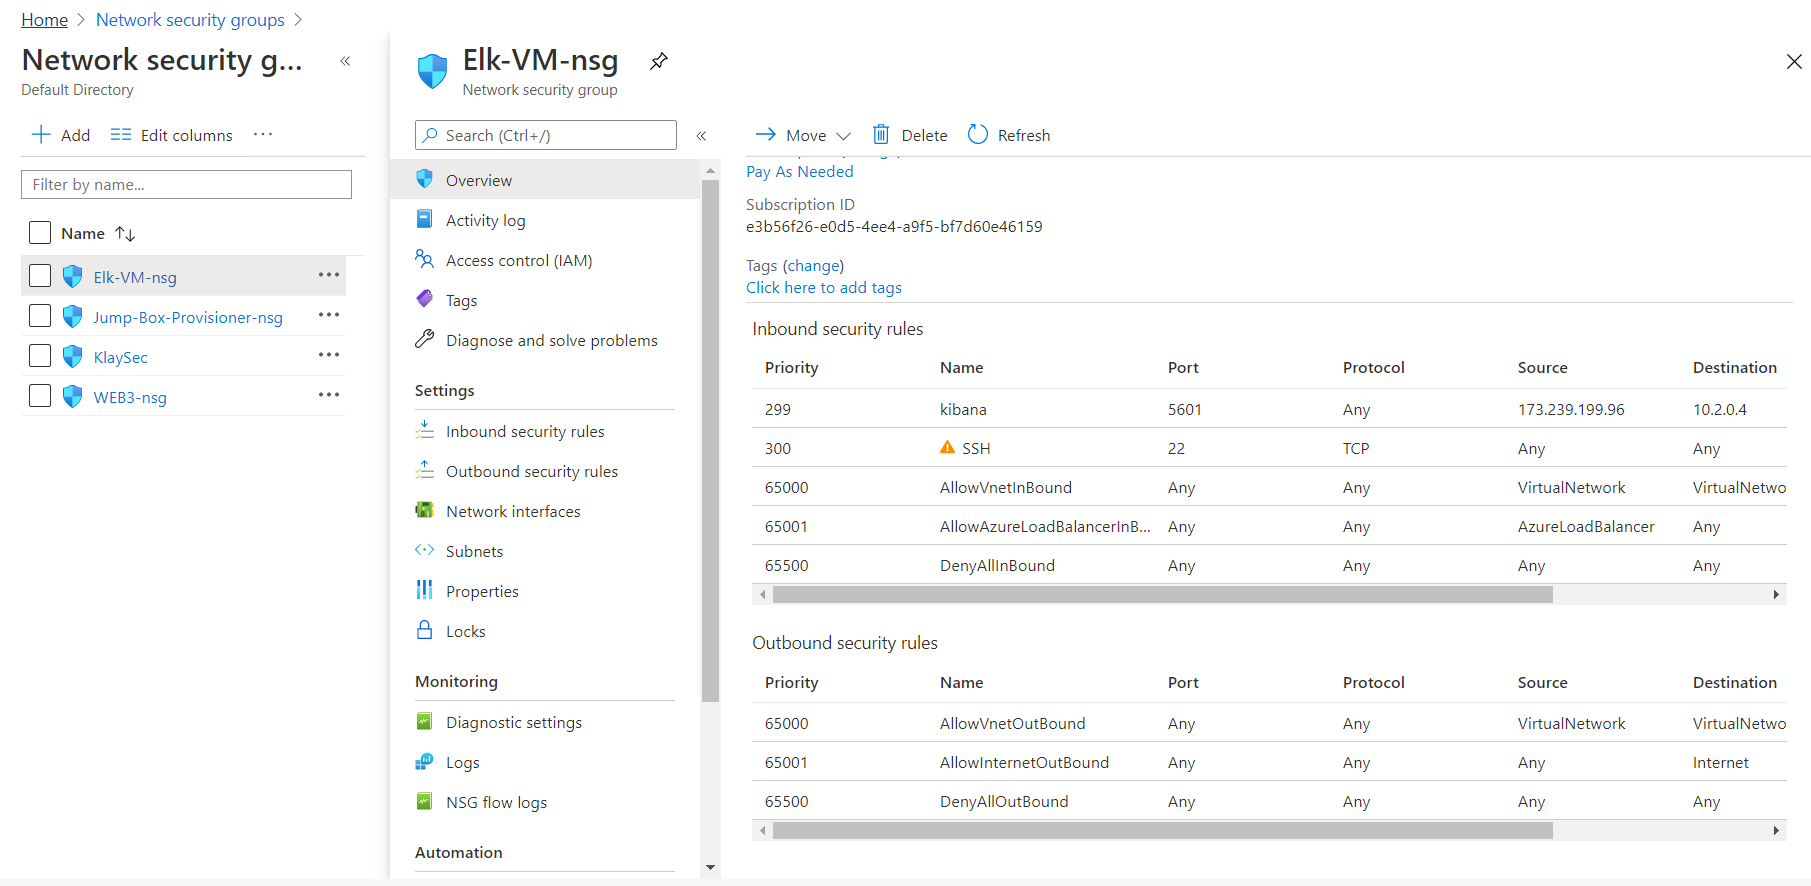 Home > Network security groups >
Network security g...
Default Directory
Add Edit columns ...
Filter by name...
Name
Elk-VM-nsg ...
Jump-Box-Provisioner-nsg ...
KlaySec ...
WEB3-nsg ...
Elk-VM-nsg
Network security group
Search (Ctrl+/)
Overview
Activity log
Access control (IAM)
Tags
Diagnose and solve problems
Settings
Inbound security rules
Outbound security rules
Network interfaces
Subnets
Properties
Locks
Monitoring
Diagnostic settings
Logs
NSG flow logs
Automation
Move Delete Refresh
Pay As Needed
Subscription ID
e3b56f26-e0d5-4ee4-a9f5-bf7d60e46159
Tags (change)
Click here to add tags
Inbound security rules
Priority Name Port Protocol Source Destination
299 kibana 5601 Any 173.239.199.96 10.2.0.4
300 SSH 22 TCP Any Any
65000 AllowVnetInBound Any Any VirtualNetwork VirtualNetwo
65001 AllowAzureLoadBalancerInB... Any Any AzureLoadBalancer Any
65500 DenyAllInBound Any Any Any Any
Outbound security rules
Priority Name Port Protocol Source Destination
65000 AllowVnetOutBound Any Any VirtualNetwork VirtualNetwo
65001 AllowInternetOutBound Any Any Any Internet
65500 DenyAllOutBound Any Any Any Any